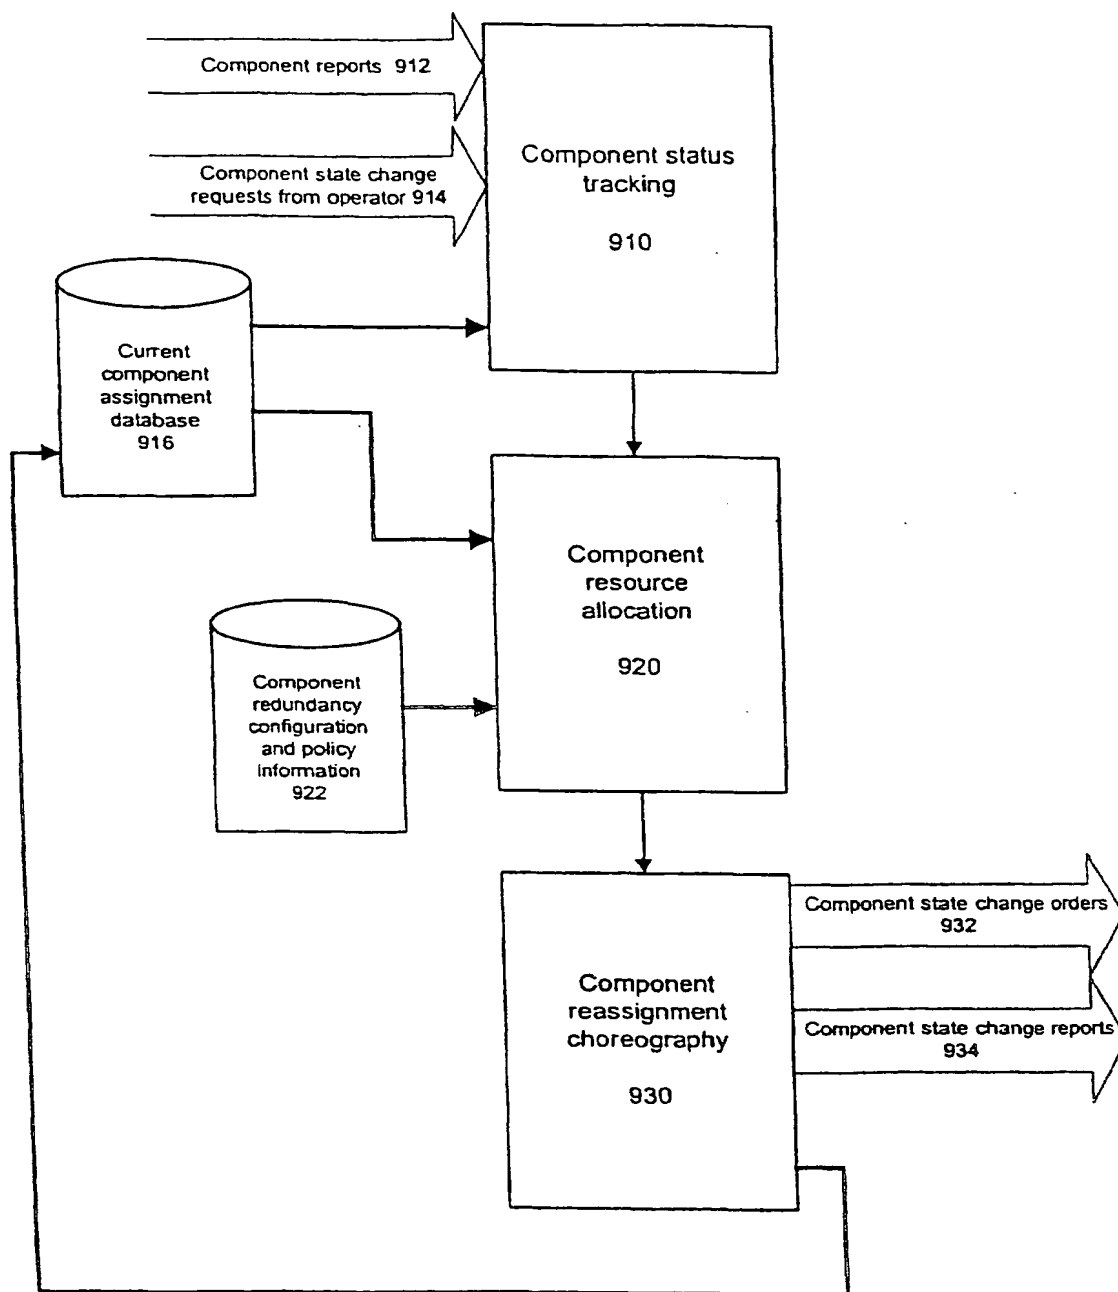 Component reports 912
Component state change
requests from operator 914
Component status
tracking
910
Current
component
assignment
database
916
Component
resource
allocation
920
Component
redundancy
configuration
and policy
information
922
Component state change orders
932
Component
reassignment
choreography
930
Component state change reports
934